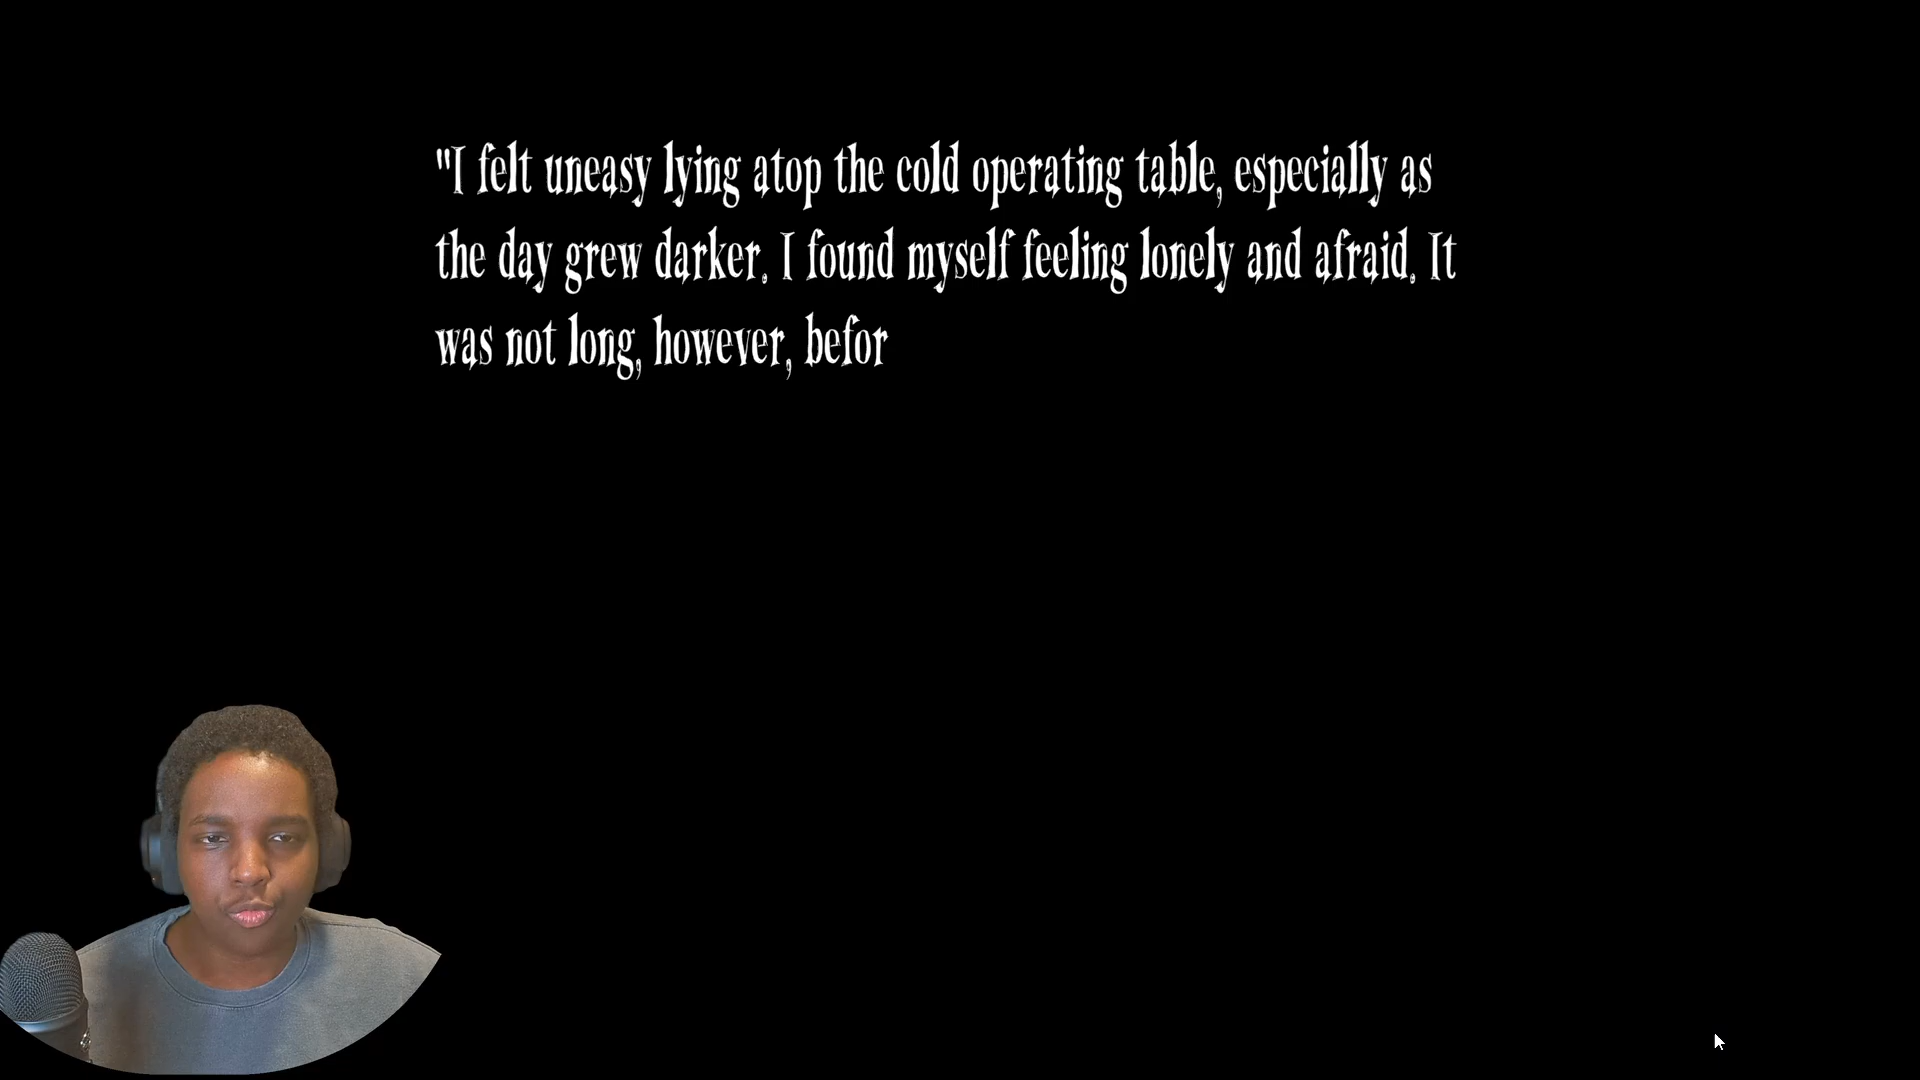 "I felt uneasy lying atop the cold operating table, especially as
the day grew darker. I found myself feeling lonely and afraid. It
was not long, however, befor